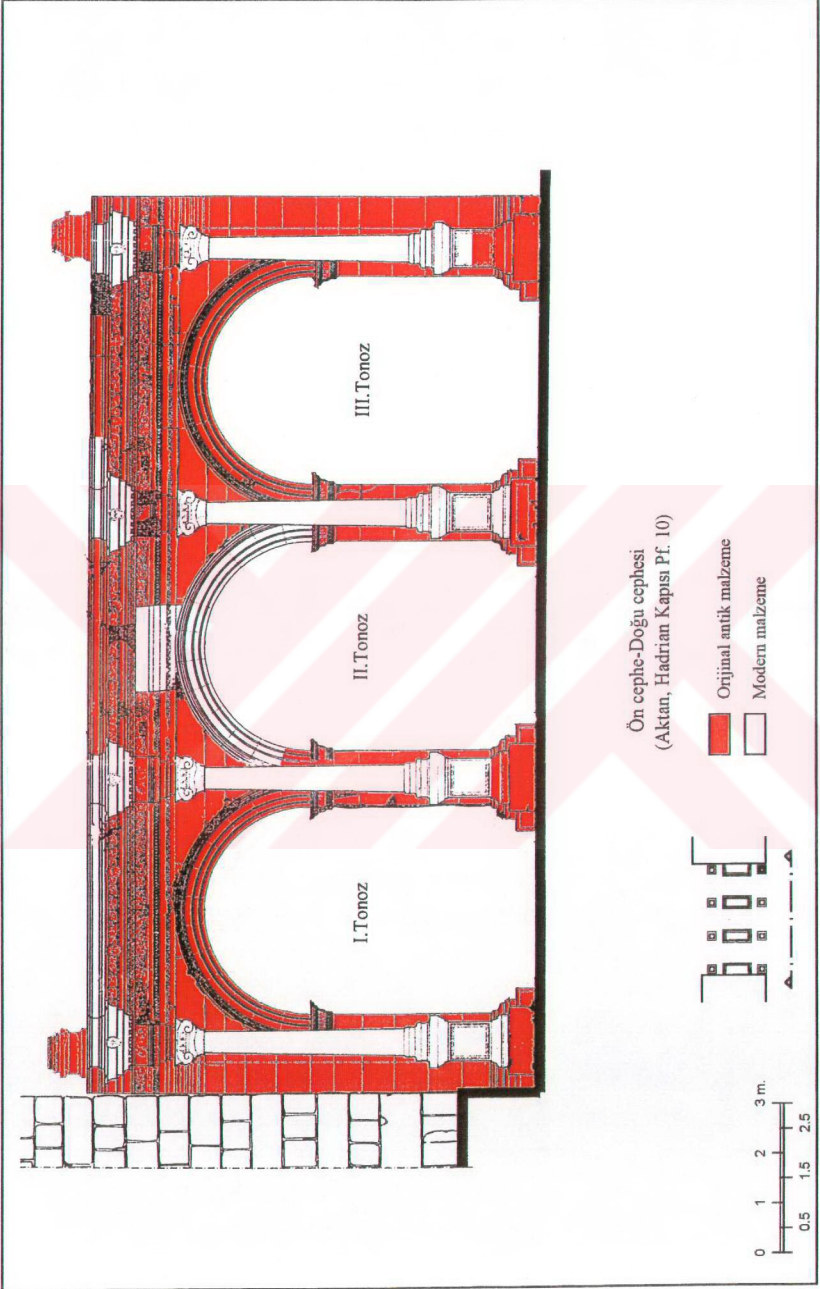 I.Tonoz
II.Tonoz
III.Tonoz
Ön cephe-Doğu cephesi
(Aktan, Hadrian Kapısı Pf. 10)
Orijinal antik malzeme
Modern malzeme
0 1 2 3 m.
0.5 1.5 2.5